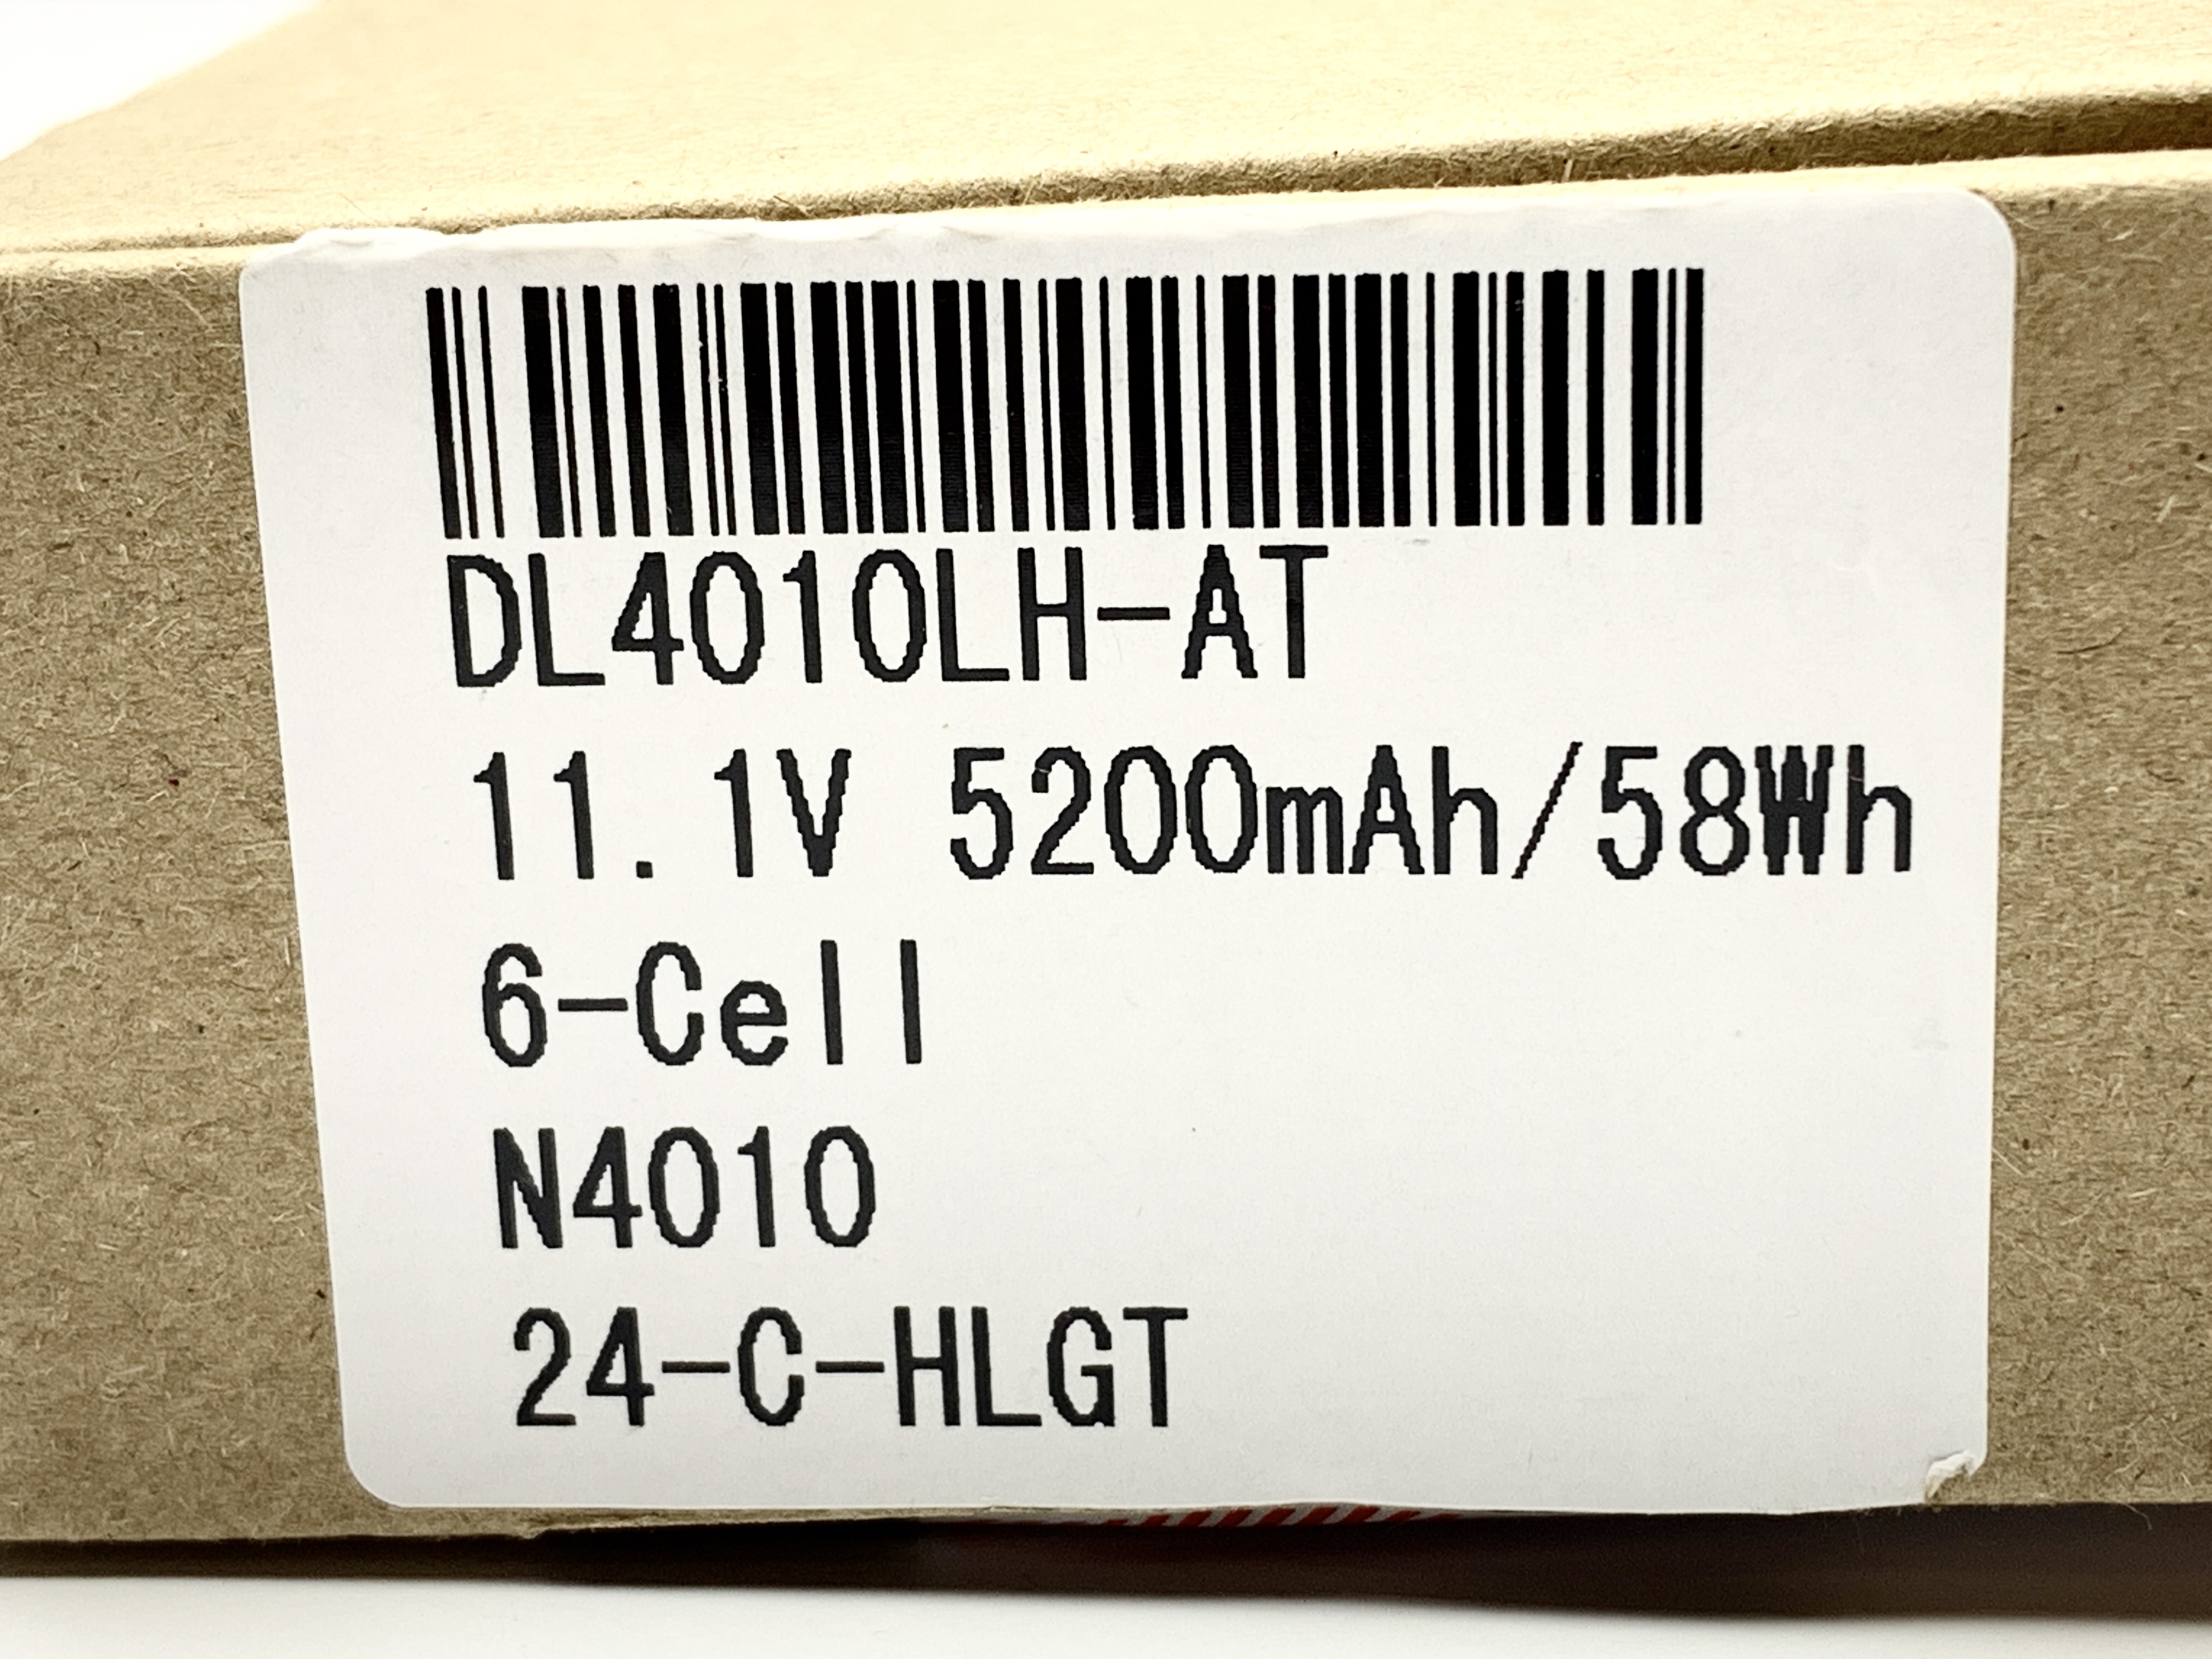 DL4010LH-AT
11.1V 5200mAh/58Wh
6-Cell
N4010
24-C-HLGT